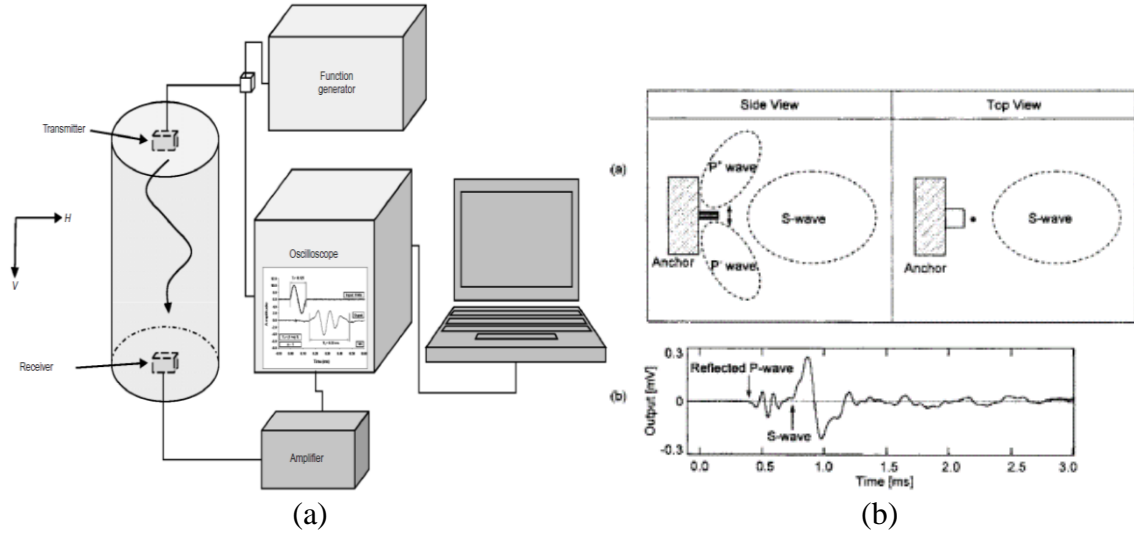 Function
generator
Transmitter
H
V
Oscilloscope
Receiver
Amplifier
(a)
Side View
Top View
(a)
P⁺ wave
S-wave
P⁻ wave
Anchor
S-wave
Anchor
(b)
Output [mV]
0.3
0
-0.3
Reflected P-wave
S-wave
0.0
0.5
1.0
1.5
2.0
2.5
3.0
Time [ms]
(b)